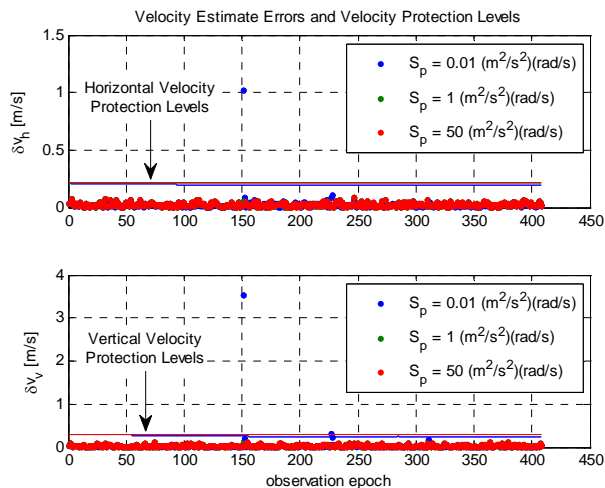 Velocity Estimate Errors and Velocity Protection Levels
1.5
1
0.5
0
δv_h [m/s]
Horizontal Velocity
Protection Levels
S_p = 0.01 (m²/s²)(rad/s)
S_p = 1 (m²/s²)(rad/s)
S_p = 50 (m²/s²)(rad/s)
0 50 100 150 200 250 300 350 400 450
4
3
2
1
0
δv_v [m/s]
Vertical Velocity
Protection Levels
S_p = 0.01 (m²/s²)(rad/s)
S_p = 1 (m²/s²)(rad/s)
S_p = 50 (m²/s²)(rad/s)
0 50 100 150 200 250 300 350 400 450
observation epoch